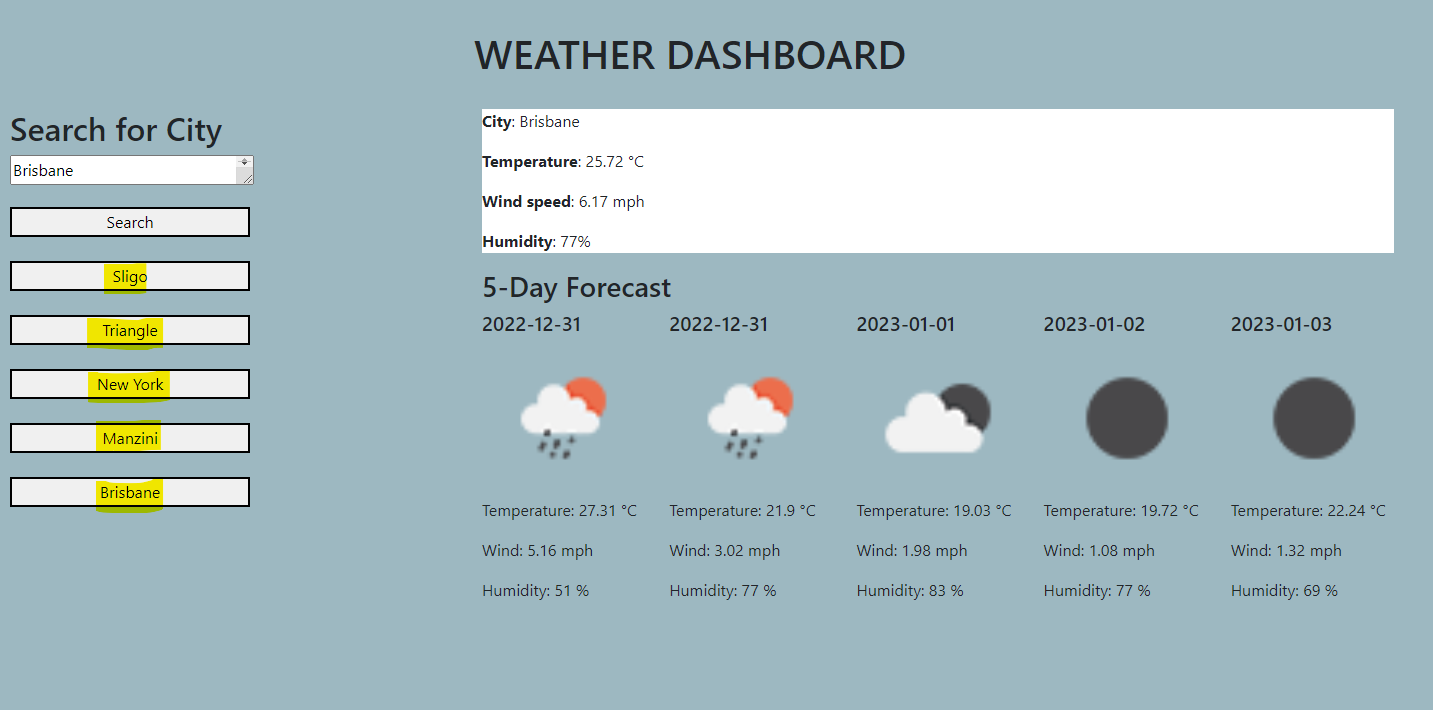 WEATHER DASHBOARD
Search for City
Brisbane
Search
Sligo
Triangle
New York
Manzini
Brisbane
City: Brisbane
Temperature: 25.72 °C
Wind speed: 6.17 mph
Humidity: 77%
5-Day Forecast
2022-12-31 2022-12-31 2023-01-01 2023-01-02 2023-01-03
Temperature: 27.31 °C Temperature: 21.9 °C Temperature: 19.03 °C Temperature: 19.72 °C Temperature: 22.24 °C
Wind: 5.16 mph Wind: 3.02 mph Wind: 1.98 mph Wind: 1.08 mph Wind: 1.32 mph
Humidity: 51 % Humidity: 77 % Humidity: 83 % Humidity: 77 % Humidity: 69 %